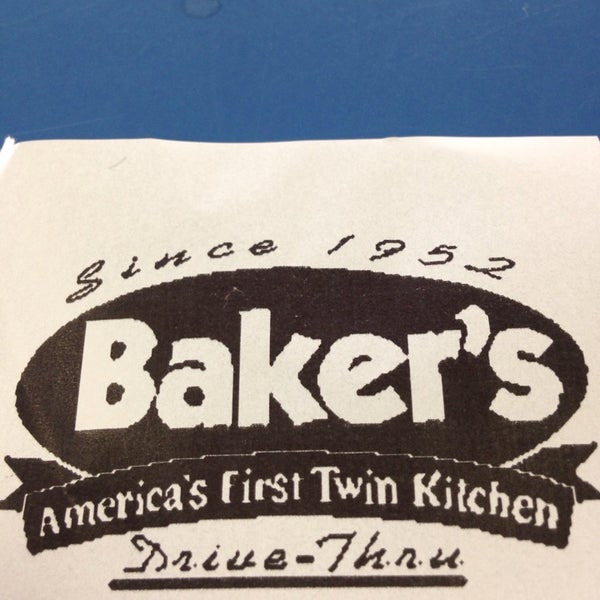 Since 1952
Baker's
America's First Twin Kitchen
Drive-Thru